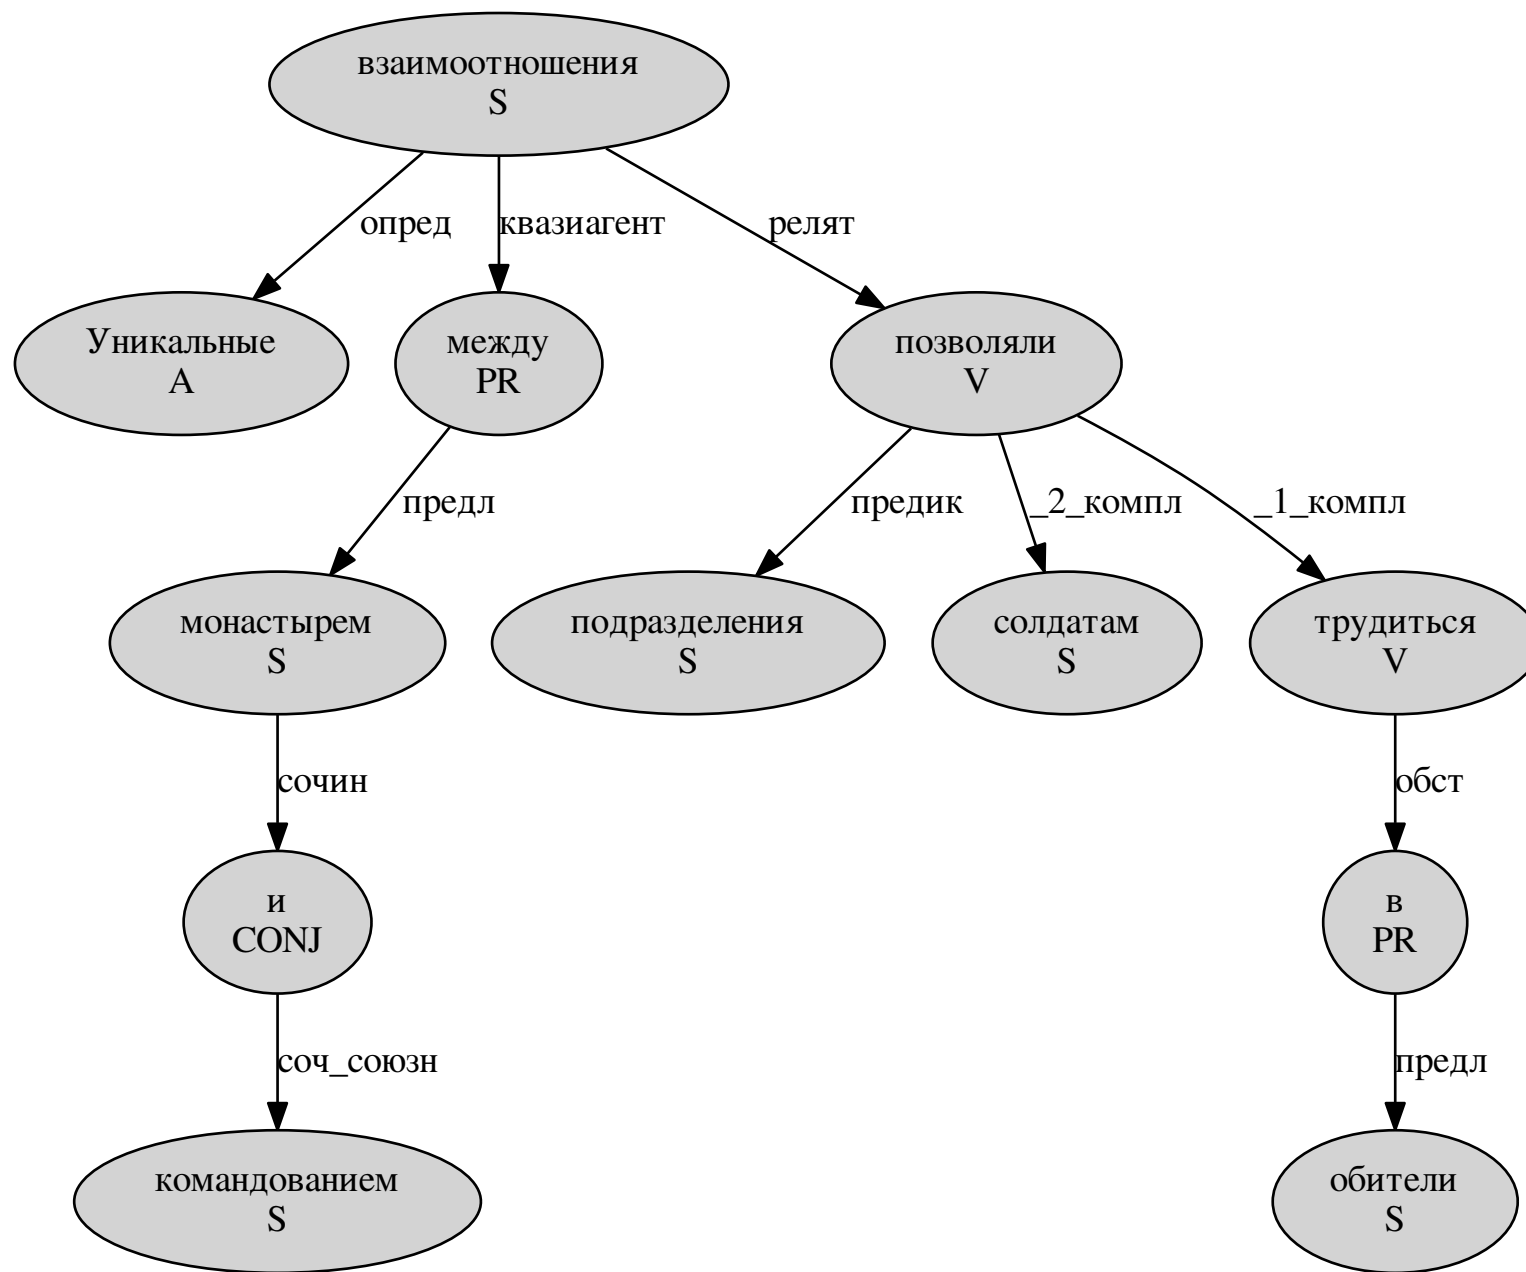 взаимоотношения
S
опред
квазиагент
релят
Уникальные
A
между
PR
позволяли
V
предл
предик
_2_компл
_1_компл
монастырем
S
подразделения
S
солдатам
S
трудиться
V
сочин
обст
и
CONJ
в
PR
соч_союзн
предл
командованием
S
обители
S